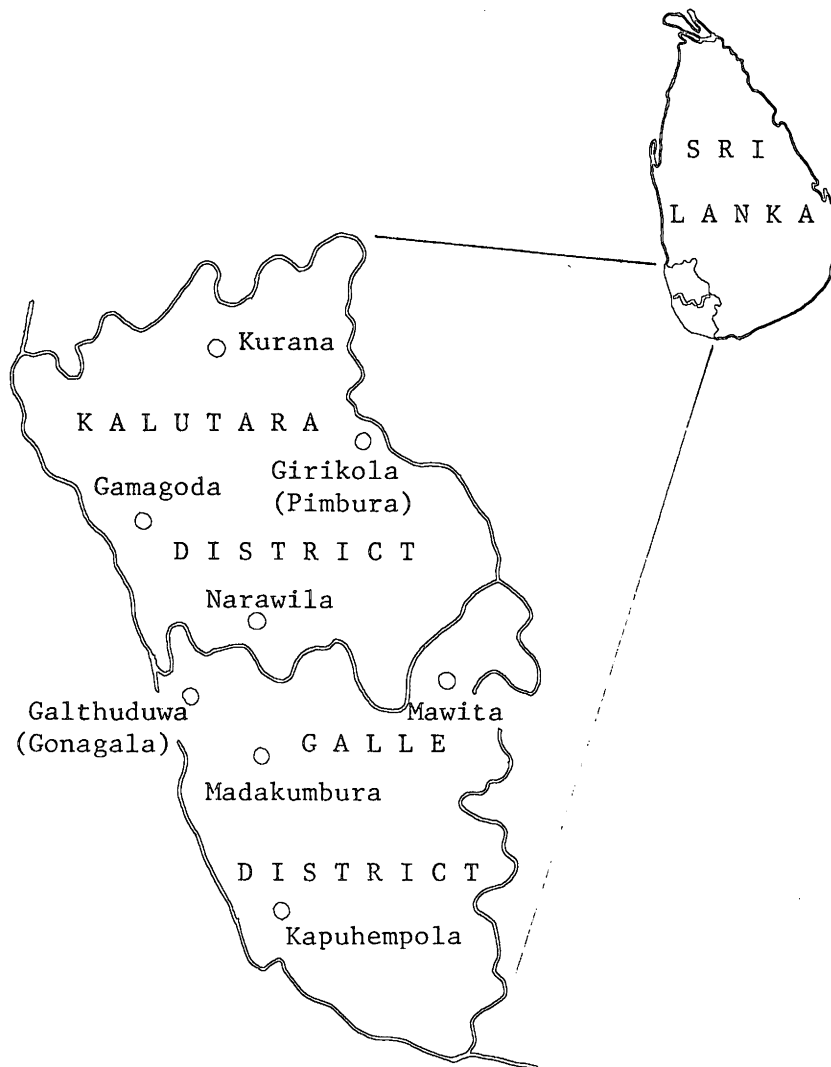 S R I
L A N K A
Kurana
K A L U T A R A
Girikola
(Pimbura)
Gamagoda
D I S T R I C T
Narawila
Galthuduwa
(Gonagala)
Mawita
G A L L E
Madakumbura
D I S T R I C T
Kapuhempola